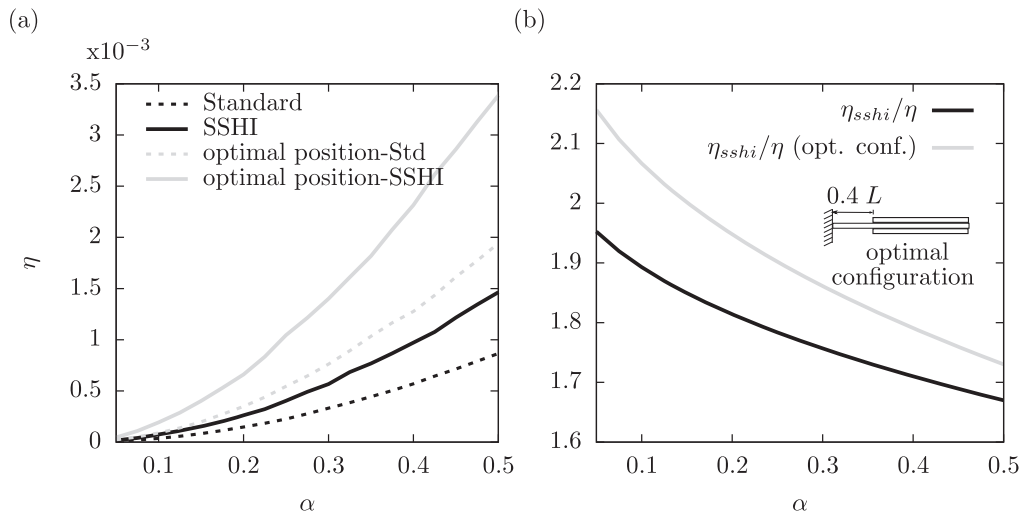 (a)
x10⁻³
3.5
3
2.5
2
1.5
1
0.5
0
η
Standard
SSHI
optimal position-Std
optimal position-SSHI
0.1 0.2 0.3 0.4 0.5
α
(b)
2.2
2.1
2
1.9
1.8
1.7
1.6
η_sshi/η
η_sshi/η (opt. conf.)
0.4 L
optimal
configuration
0.1 0.2 0.3 0.4 0.5
α